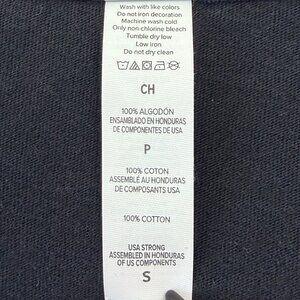 Wash with like colors
Do not iron decoration
Machine wash cold
Only non chlorine bleach
Tumble dry low
Low iron
Do not dry clean
CH
100% ALGODÓN
ENSAMBLADO EN HONDURAS
DE COMPONENTES DE USA
P
100% COTON
ASSEMBLÉ AU HONDURAS
DE COMPOSANTS USA
100% COTTON
USA STRONG
ASSEMBLED IN HONDURAS
OF US COMPONENTS
S